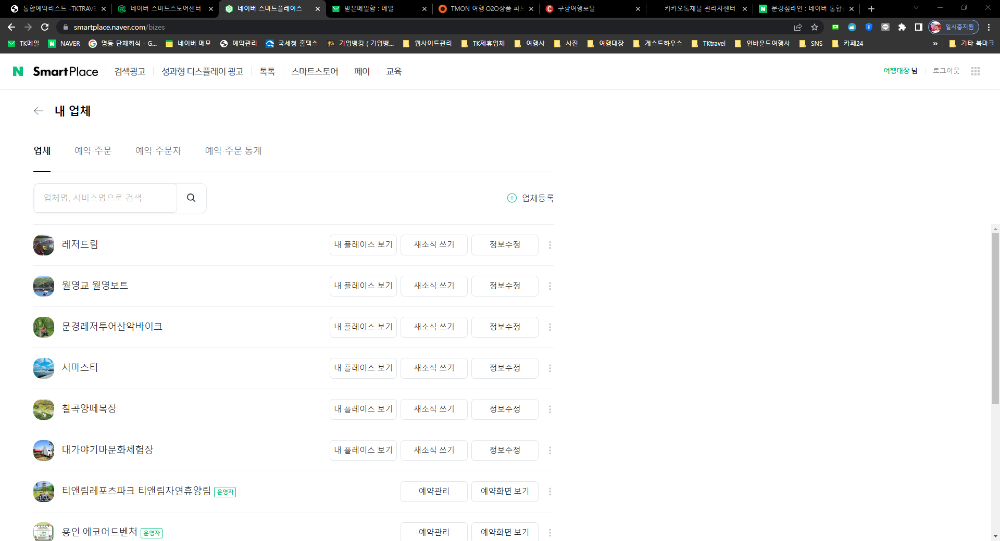 통합예약리스트 -TKTRAVE
네이버 스마트스토어센터
네이버 스마트플레이스
받은메일함 : 메일
TMON 여행·O2O상품 파트
쿠팡여행포탈
카카오톡채널 관리자센터
문경짚라인 : 네이버 통합검
smartplace.naver.com/bizes
일시중지됨
TK메일
NAVER
명동 단체회식 - G...
네이버 메모
예약관리
국세청 홈택스
기업뱅킹 ( 기업뱅...
웹사이트관리
TK제휴업체
여행사
사진
여행대장
게스트하우스
TKtravel
인바운드여행사
SNS
카페24
»
기타 북마크
N SmartPlace
검색광고
성과형 디스플레이 광고
톡톡
스마트스토어
페이
교육
여행대장 님
로그아웃
내 업체
업체
예약·주문
예약·주문자
예약·주문 통계
업체명, 서비스명으로 검색
업체등록
레저드림
내 플레이스 보기
새소식 쓰기
정보수정
월영교 월영보트
내 플레이스 보기
새소식 쓰기
정보수정
문경레저투어산악바이크
내 플레이스 보기
새소식 쓰기
정보수정
시마스터
내 플레이스 보기
새소식 쓰기
정보수정
칠곡양떼목장
내 플레이스 보기
새소식 쓰기
정보수정
대가야기마문화체험장
내 플레이스 보기
새소식 쓰기
정보수정
티앤림레포츠파크 티앤림자연휴양림 운영자
예약관리
예약화면 보기
용인 에코어드벤처 운영자
예약관리
예약화면 보기